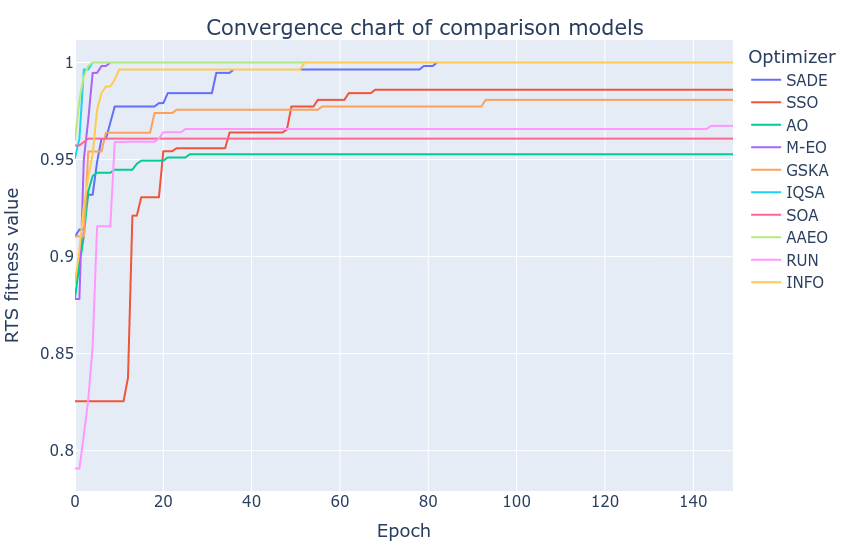 Convergence chart of comparison models
Optimizer
SADE
SSO
AO
M-EO
GSKA
IQSA
SOA
AAEO
RUN
INFO
RTS fitness value
1
0.95
0.9
0.85
0.8
0
20
40
60
80
100
120
140
Epoch